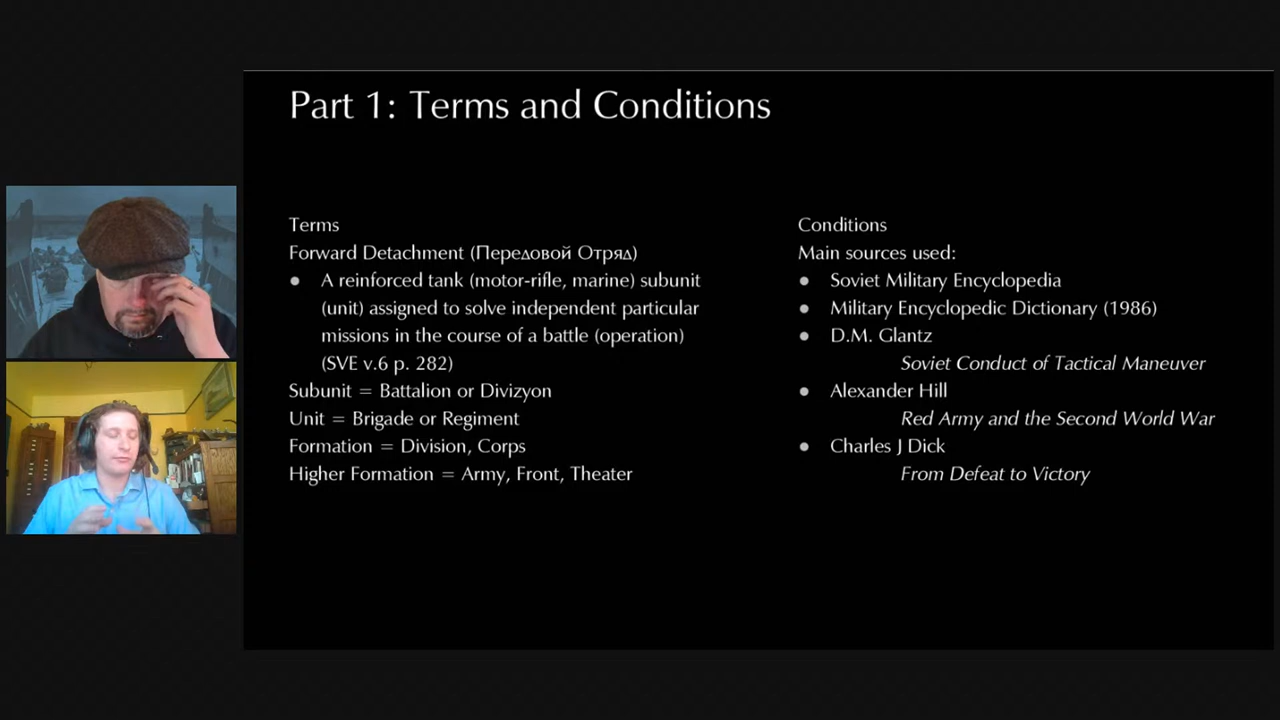 Part 1: Terms and Conditions
Terms
Forward Detachment (Передовой Отряд)
● A reinforced tank (motor-rifle, marine) subunit
(unit) assigned to solve independent particular
missions in the course of a battle (operation)
(SVE v.6 p. 282)
Subunit = Battalion or Divizyon
Unit = Brigade or Regiment
Formation = Division, Corps
Higher Formation = Army, Front, Theater
Conditions
Main sources used:
● Soviet Military Encyclopedia
● Military Encyclopedic Dictionary (1986)
● D.M. Glantz
Soviet Conduct of Tactical Maneuver
● Alexander Hill
Red Army and the Second World War
● Charles J Dick
From Defeat to Victory